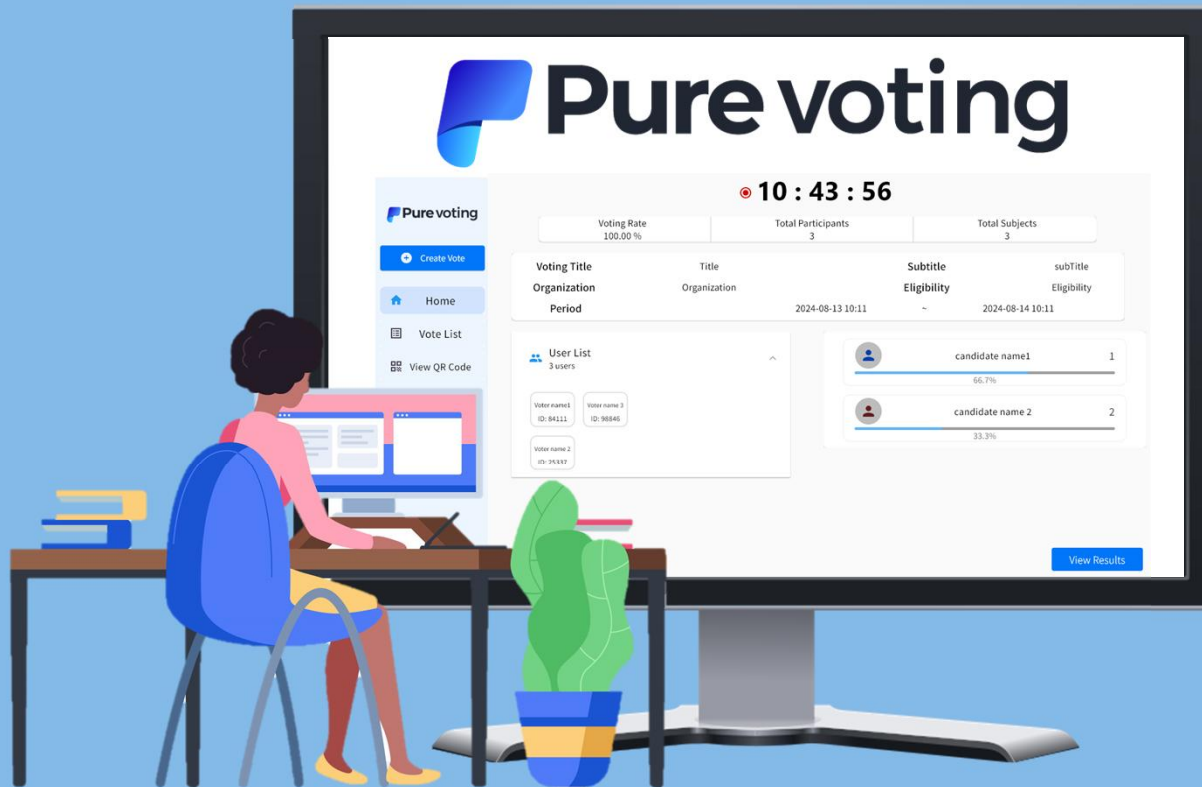 Pure voting
10 : 43 : 56
Pure voting
Create Vote
Home
Vote List
View QR Code
Voting Rate Total Participants Total Subjects
100.00 % 3 3
Voting Title Title Subtitle subTitle
Organization Organization Eligibility Eligibility
Period 2024-08-13 10:11 ~ 2024-08-14 10:11
User List
3 users
Voter name1 Voter name 3
ID: 84111 ID: 98846
Voter name 2
ID: 25337
candidate name1 1
66.7%
candidate name 2 2
33.3%
View Results